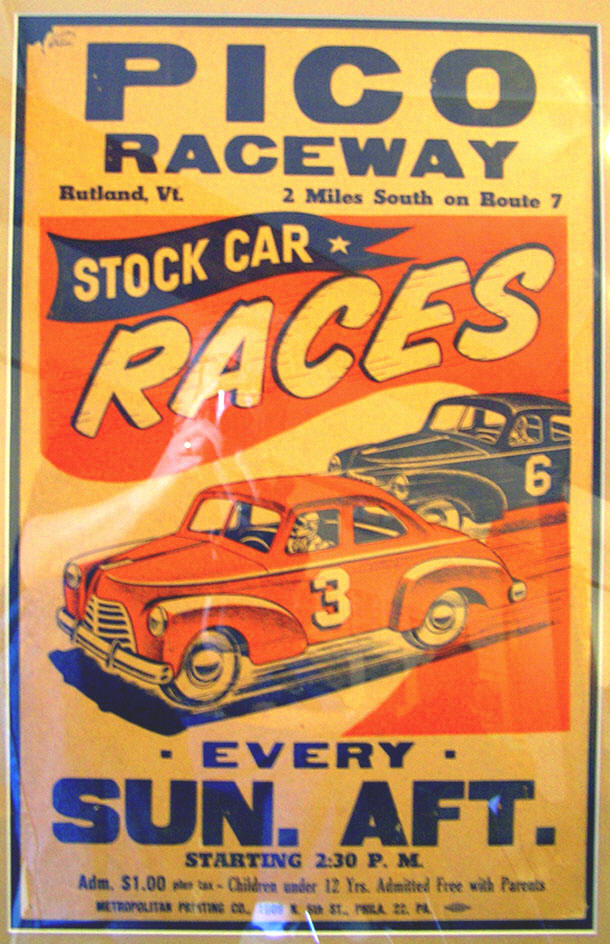 PICO
RACEWAY
Rutland, Vt. 2 Miles South on Route 7
STOCK CAR
RACES
6
3
· EVERY ·
SUN. AFT.
STARTING 2:30 P. M.
Adm. $1.00 plus tax - Children under 12 Yrs. Admitted Free with Parents
METROPOLITAN PRINTING CO., N. 6th ST., PHILA. 22, PA.